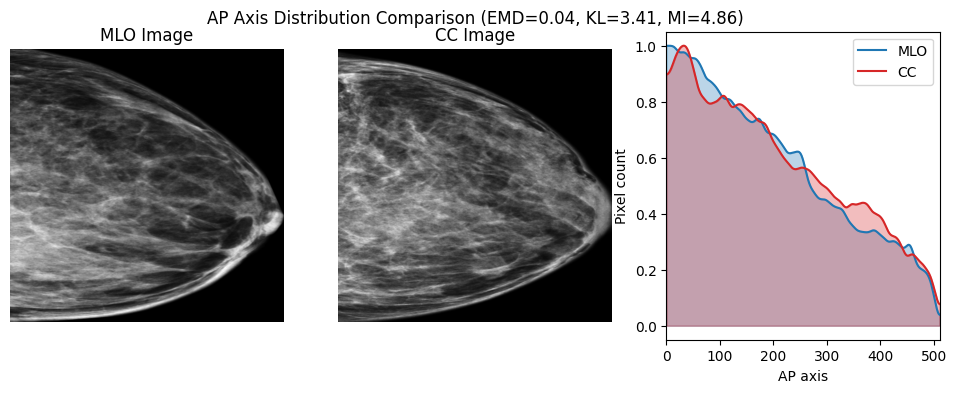 AP Axis Distribution Comparison (EMD=0.04, KL=3.41, MI=4.86)
MLO Image
CC Image
MLO
CC
Pixel count
1.0
0.8
0.6
0.4
0.2
0.0
0 100 200 300 400 500
AP axis